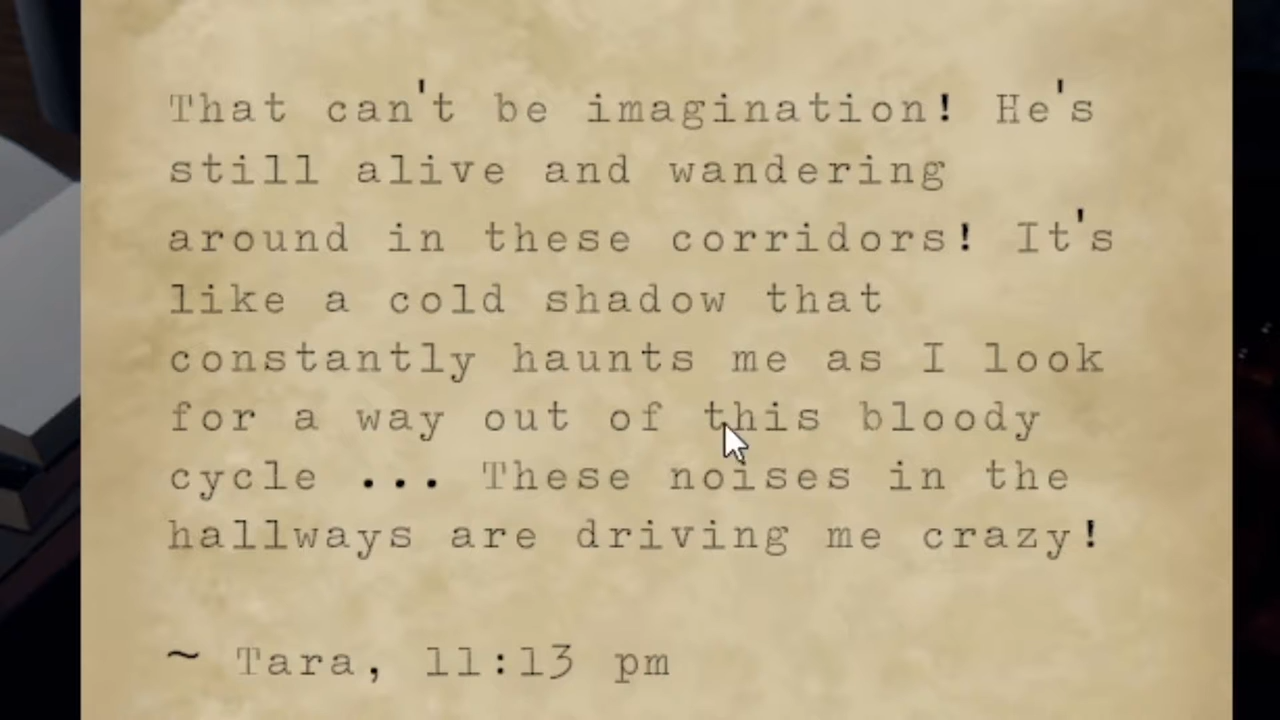 That can't be imagination! He's
still alive and wandering
around in these corridors! It's
like a cold shadow that
constantly haunts me as I look
for a way out of this bloody
cycle ... These noises in the
hallways are driving me crazy!
~ Tara, 11:13 pm